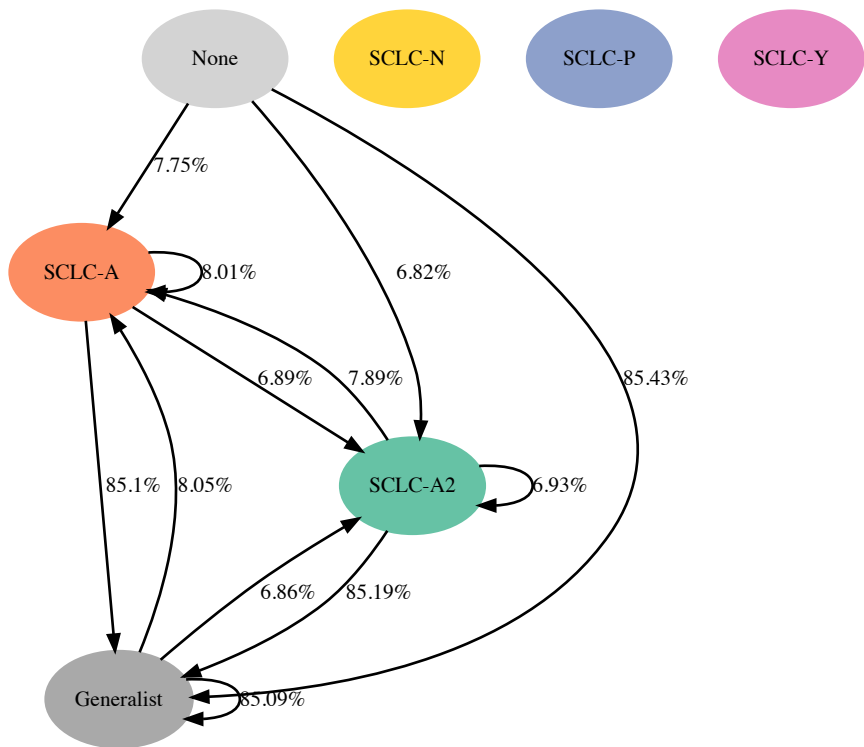 None
SCLC-N
SCLC-P
SCLC-Y
7.75%
SCLC-A
8.01%
6.82%
6.89%
7.89%
85.43%
SCLC-A2
6.93%
85.1%
8.05%
6.86%
85.19%
Generalist
85.09%